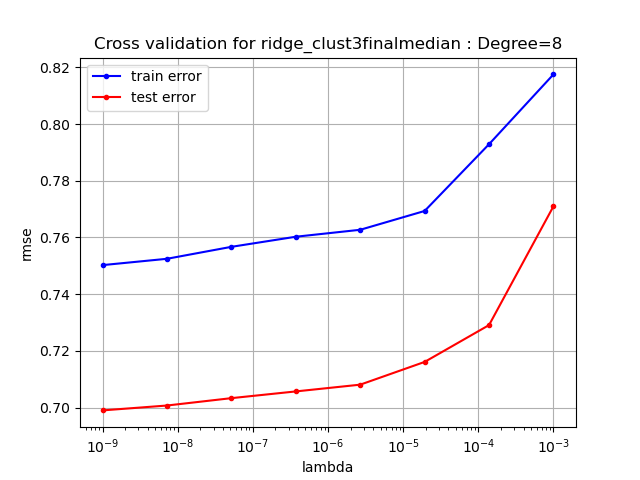 Cross validation for ridge_clust3finalmedian : Degree=8
train error
test error
0.82
0.80
0.78
0.76
0.74
0.72
0.70
rmse
10⁻⁹ 10⁻⁸ 10⁻⁷ 10⁻⁶ 10⁻⁵ 10⁻⁴ 10⁻³
lambda